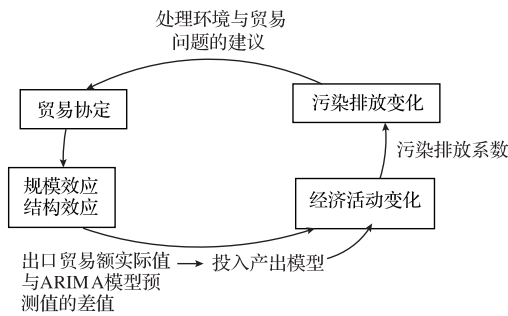 处理环境与贸易
问题的建议
贸易协定
污染排放变化
污染排放系数
规模效应
结构效应
经济活动变化
出口贸易额实际值
与ARIMA模型预
测值的差值
投入产出模型